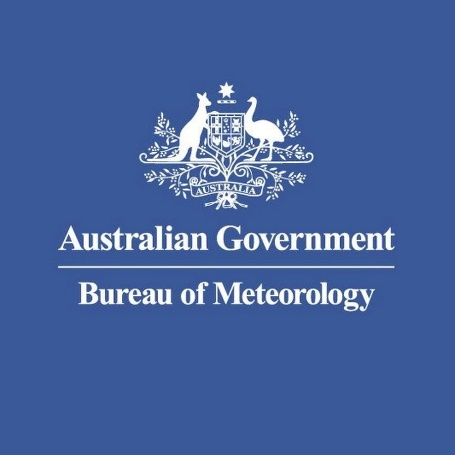 AUSTRALIA
Australian Government
Bureau of Meteorology